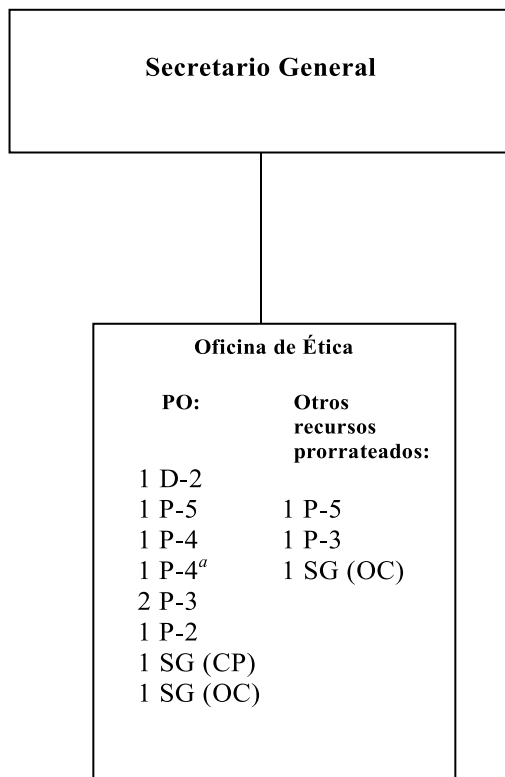 Secretario General
Oficina de Ética
PO:
1 D-2
1 P-5
1 P-4
1 P-4ᵃ
2 P-3
1 P-2
1 SG (CP)
1 SG (OC)
Otros
recursos
prorrateados:
1 P-5
1 P-3
1 SG (OC)